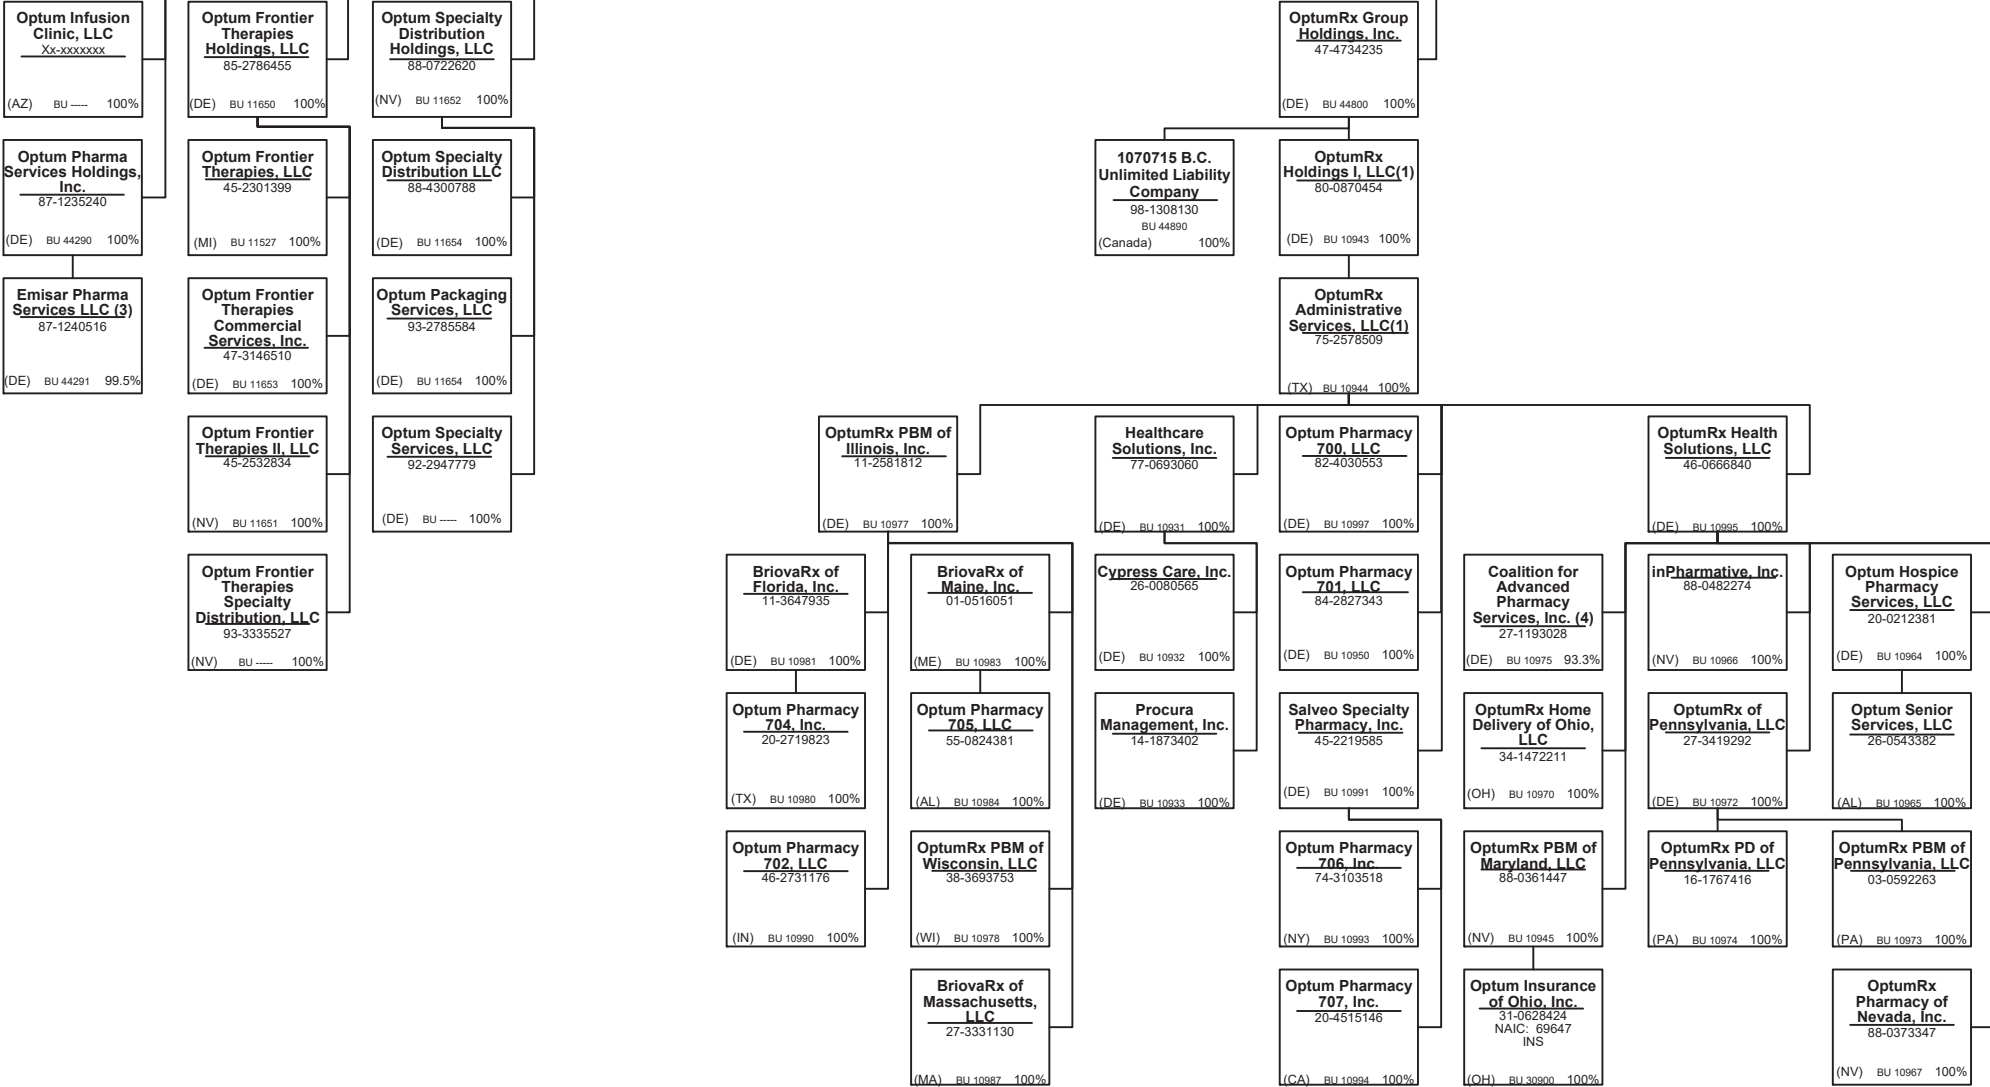 Optum Infusion
Clinic, LLC
Xx-xxxxxxx
(AZ) BU ----- 100%
Optum Frontier
Therapies
Holdings, LLC
85-2786455
(DE) BU 11650 100%
Optum Specialty
Distribution
Holdings, LLC
88-0722620
(NV) BU 11652 100%
OptumRx Group
Holdings, Inc.
47-4734235
(DE) BU 44800 100%
Optum Pharma
Services Holdings,
Inc.
87-1235240
(DE) BU 44290 100%
Optum Frontier
Therapies, LLC
45-2301399
(MI) BU 11527 100%
Optum Specialty
Distribution LLC
88-4300788
(DE) BU 11654 100%
1070715 B.C.
Unlimited Liability
Company
98-1308130
BU 44890
(Canada) 100%
OptumRx
Holdings I, LLC(1)
80-0870454
(DE) BU 10943 100%
Emisar Pharma
Services LLC (3)
87-1240516
(DE) BU 44291 99.5%
Optum Frontier
Therapies
Commercial
Services, Inc.
47-3146510
(DE) BU 11653 100%
Optum Packaging
Services, LLC
93-2785584
(DE) BU 11654 100%
OptumRx
Administrative
Services, LLC(1)
75-2578509
(TX) BU 10944 100%
Optum Frontier
Therapies II, LLC
45-2532834
(NV) BU 11651 100%
Optum Specialty
Services, LLC
92-2947779
(DE) BU ----- 100%
OptumRx PBM of
Illinois, Inc.
11-2581812
(DE) BU 10977 100%
Healthcare
Solutions, Inc.
77-0693060
(DE) BU 10931 100%
Optum Pharmacy
700, LLC
82-4030553
(DE) BU 10997 100%
OptumRx Health
Solutions, LLC
46-0666840
(DE) BU 10995 100%
Optum Frontier
Therapies
Specialty
Distribution, LLC
93-3335527
(NV) BU ----- 100%
BriovaRx of
Florida, Inc.
11-3647935
(DE) BU 10981 100%
BriovaRx of
Maine, Inc.
01-0516051
(ME) BU 10983 100%
Cypress Care, Inc.
26-0080565
(DE) BU 10932 100%
Optum Pharmacy
701, LLC
84-2827343
(DE) BU 10950 100%
Coalition for
Advanced
Pharmacy
Services, Inc. (4)
27-1193028
(DE) BU 10975 93.3%
inPharmative, Inc.
88-0482274
(NV) BU 10966 100%
Optum Hospice
Pharmacy
Services, LLC
20-0212381
(DE) BU 10964 100%
Optum Pharmacy
704, Inc.
20-2719823
(TX) BU 10980 100%
Optum Pharmacy
705, LLC
55-0824381
(AL) BU 10984 100%
Procura
Management, Inc.
14-1873402
(DE) BU 10933 100%
Salveo Specialty
Pharmacy, Inc.
45-2219585
(DE) BU 10991 100%
OptumRx Home
Delivery of Ohio,
LLC
34-1472211
(OH) BU 10970 100%
OptumRx of
Pennsylvania, LLC
27-3419292
(DE) BU 10972 100%
Optum Senior
Services, LLC
26-0543382
(AL) BU 10965 100%
Optum Pharmacy
702, LLC
46-2731176
(IN) BU 10990 100%
OptumRx PBM of
Wisconsin, LLC
38-3693753
(WI) BU 10978 100%
Optum Pharmacy
706, Inc.
74-3103518
(NY) BU 10993 100%
OptumRx PBM of
Maryland, LLC
88-0361447
(NV) BU 10945 100%
OptumRx PD of
Pennsylvania, LLC
16-1767416
(PA) BU 10974 100%
OptumRx PBM of
Pennsylvania, LLC
03-0592263
(PA) BU 10973 100%
BriovaRx of
Massachusetts,
LLC
27-3331130
(MA) BU 10987 100%
Optum Pharmacy
707, Inc.
20-4515146
(CA) BU 10994 100%
Optum Insurance
of Ohio, Inc.
31-0628424
NAIC: 69647
INS
(OH) BU 30900 100%
OptumRx
Pharmacy of
Nevada, Inc.
88-0373347
(NV) BU 10967 100%